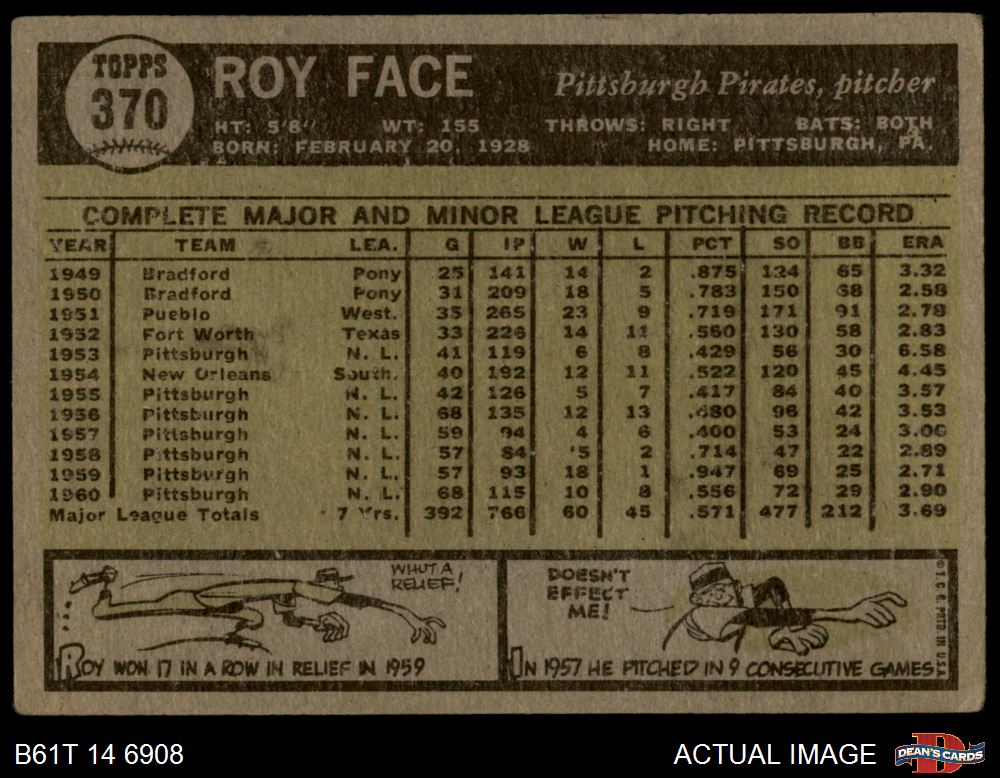 TOPPS
370
ROY FACE
Pittsburgh Pirates, pitcher
HT: 5'8" WT: 155 THROWS: RIGHT BATS: BOTH
BORN: FEBRUARY 20, 1928 HOME: PITTSBURGH, PA.
COMPLETE MAJOR AND MINOR LEAGUE PITCHING RECORD
YEAR TEAM LEA. G IP W L PCT SO BB ERA
1949 Bradford Pony 25 141 14 2 .875 124 65 3.32
1950 Bradford Pony 31 209 18 5 .783 150 58 2.58
1951 Pueblo West. 35 265 23 9 .719 171 91 2.78
1952 Fort Worth Texas 33 226 14 11 .560 130 58 2.83
1953 Pittsburgh N. L. 41 119 6 8 .429 56 30 6.58
1954 New Orleans South. 40 192 12 11 .522 120 45 4.45
1955 Pittsburgh N. L. 42 126 5 7 .417 84 40 3.57
1956 Pittsburgh N. L. 68 135 12 13 .480 96 42 3.53
1957 Pittsburgh N. L. 59 94 4 6 .400 53 24 3.06
1958 Pittsburgh N. L. 57 84 5 2 .714 47 22 2.89
1959 Pittsburgh N. L. 57 93 18 1 .947 69 25 2.71
1960 Pittsburgh N. L. 68 115 10 8 .556 72 29 2.90
Major League Totals 7 Yrs. 392 766 60 45 .571 477 212 3.69
WHUT A
RELIEF!
ROY WON 17 IN A ROW IN RELIEF IN 1959
DOESN'T
EFFECT
ME!
IN 1957 HE PITCHED IN 9 CONSECUTIVE GAMES
© T. C. G. PRTD IN U.S.A.
B61T 14 6908
ACTUAL IMAGE
DEAN'S CARDS